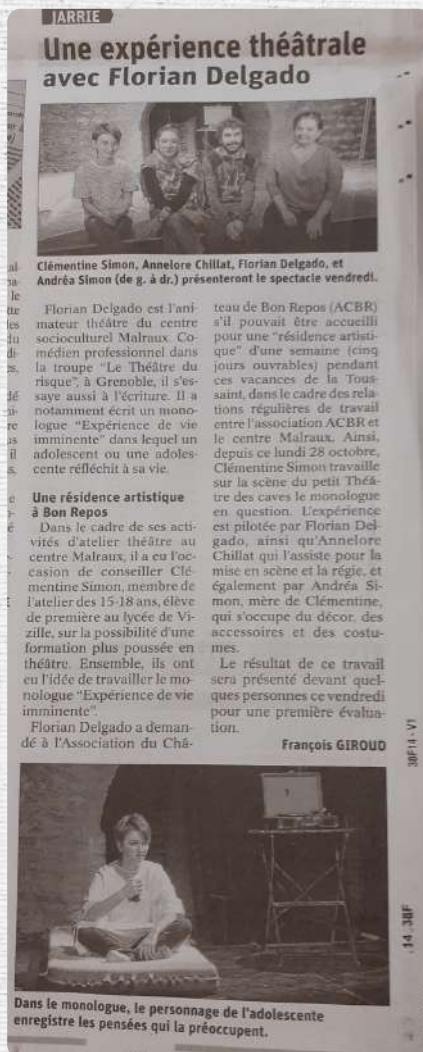 JARRIE
Une expérience théâtrale
avec Florian Delgado
Clémentine Simon, Annelore Chillat, Florian Delgado, et
Andréa Simon (de g. à dr.) présenteront le spectacle vendredi.
Florian Delgado est l'ani-
mateur théâtre du centre
socioculturel Malraux. Co-
médien professionnel dans
la troupe "Le Théâtre du
risque", à Grenoble, il s'es-
saye aussi à l'écriture. Il a
notamment écrit un mono-
logue "Expérience de vie
imminente" dans lequel un
adolescent ou une adoles-
cente réfléchit à sa vie.
Une résidence artistique
à Bon Repos
Dans le cadre de ses acti-
vités d'atelier théâtre au
centre Malraux, il a eu l'oc-
casion de conseiller Clé-
mentine Simon, membre de
l'atelier des 15-18 ans, élève
de première au lycée de Vi-
zille, sur la possibilité d'une
formation plus poussée en
théâtre. Ensemble, ils ont
eu l'idée de travailler le mo-
nologue "Expérience de vie
imminente".
Florian Delgado a deman-
dé à l'Association du Châ-
teau de Bon Repos (ACBR)
s'il pouvait être accueilli
pour une "résidence artisti-
que" d'une semaine (cinq
jours ouvrables) pendant
ces vacances de la Tous-
saint, dans le cadre des rela-
tions régulières de travail
entre l'association ACBR et
le centre Malraux. Ainsi,
depuis ce lundi 28 octobre,
Clémentine Simon travaille
sur la scène du petit Théâ-
tre des caves le monologue
en question. L'expérience
est pilotée par Florian Del-
gado, ainsi qu'Annelore
Chillat qui l'assiste pour la
mise en scène et la régie, et
également par Andréa Si-
mon, mère de Clémentine,
qui s'occupe du décor, des
accessoires et des costu-
mes.
Le résultat de ce travail
sera présenté devant quel-
ques personnes ce vendredi
pour une première évalua-
tion.
François GIROUD
38F14 - V1
Dans le monologue, le personnage de l'adolescente
enregistre les pensées qui la préoccupent.